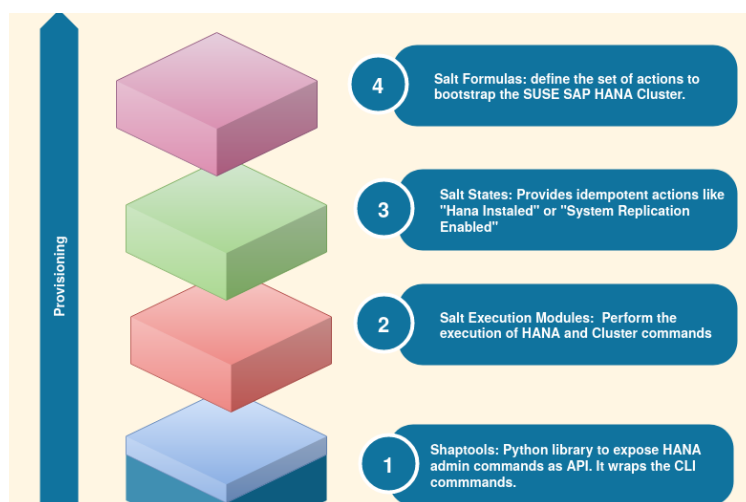 4
Salt Formulas: define the set of actions to
bootstrap the SUSE SAP HANA Cluster.
3
Salt States: Provides idempotent actions like
"Hana Instaled" or "System Replication
Enabled"
Provisioning
2
Salt Execution Modules:  Perform the
execution of HANA and Cluster commands
1
Shaptools: Python library to expose HANA
admin commands as API. It wraps the CLI
commmands.